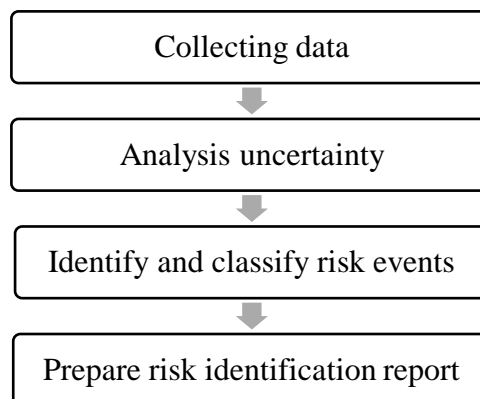 Collecting data
Analysis uncertainty
Identify and classify risk events
Prepare risk identification report